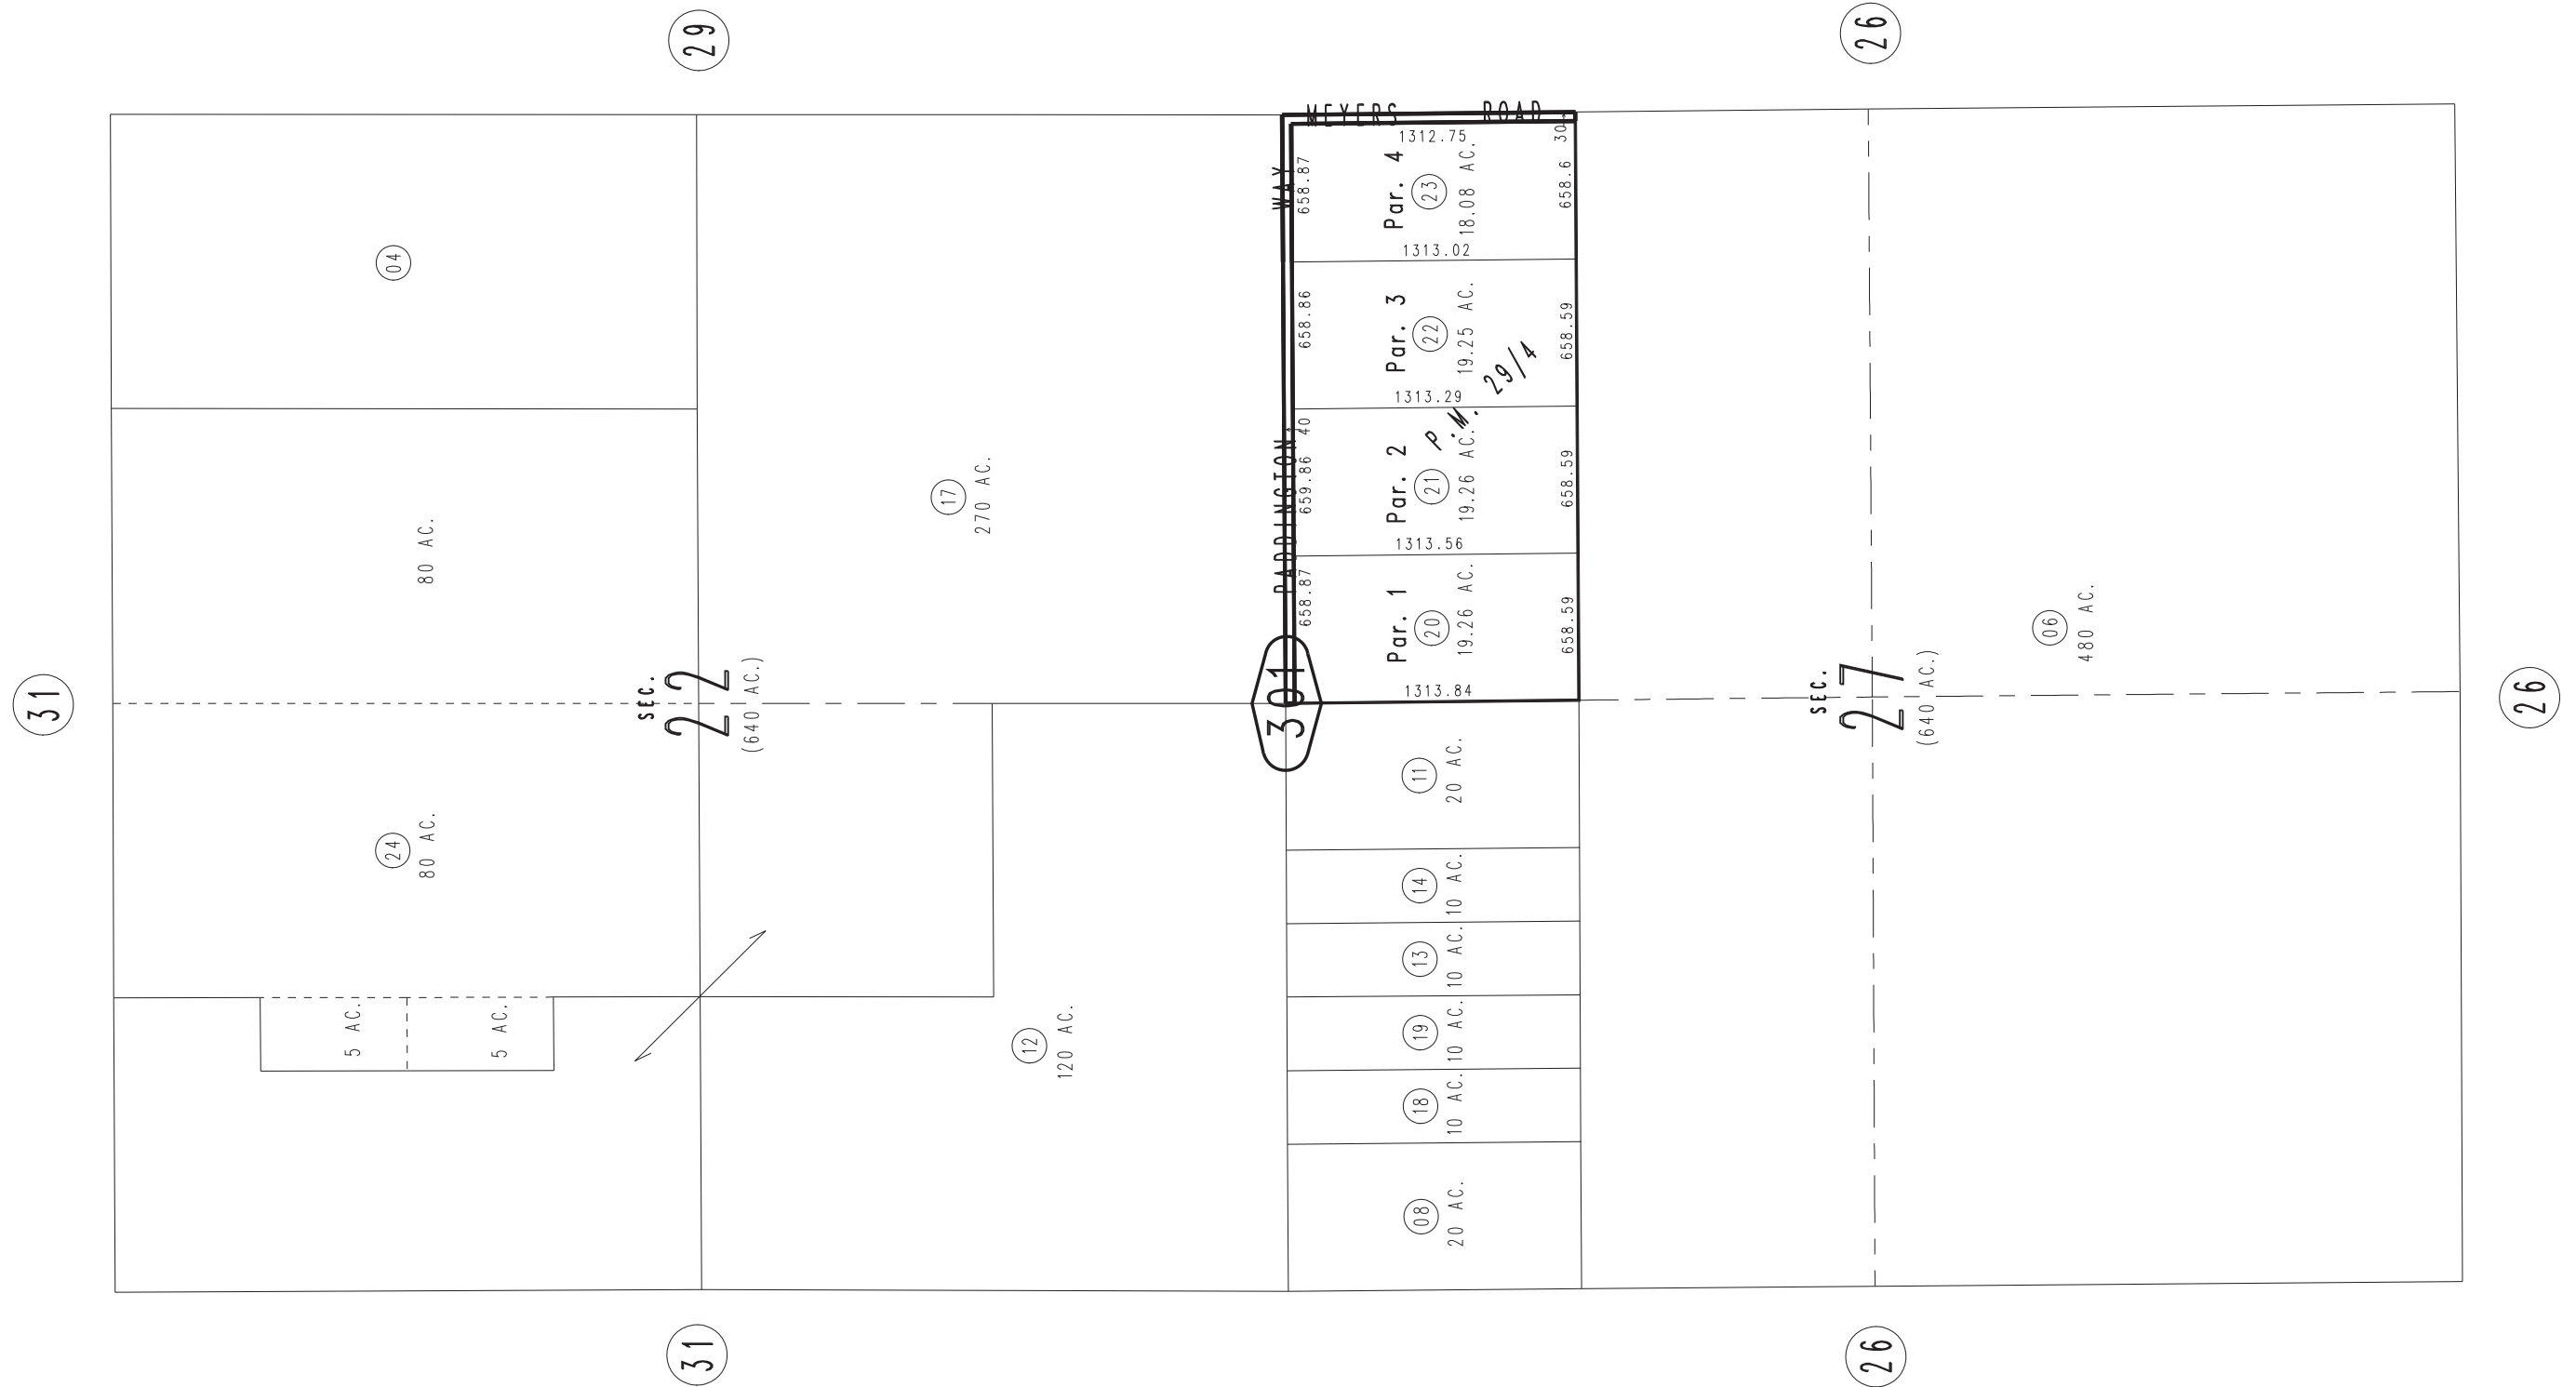 29
26
31
26
31
26
04
80 AC.
SEC.
22
(640 AC.)
24
80 AC.
5 AC.
5 AC.
17
270 AC.
12
120 AC.
MEYERS ROAD
PADDINGTON WAY
301
1312.75
30
658.87
Par. 4
23
18.08 AC.
658.6
1313.02
658.86
Par. 3
22
19.25 AC.
658.59
1313.29
P.M. 29/4
40
659.86
Par. 2
21
19.26 AC.
658.59
1313.56
658.87
Par. 1
20
19.26 AC.
658.59
1313.84
11
20 AC.
14
10 AC.
13
10 AC.
19
10 AC.
18
10 AC.
08
20 AC.
SEC.
27
(640 AC.)
06
480 AC.